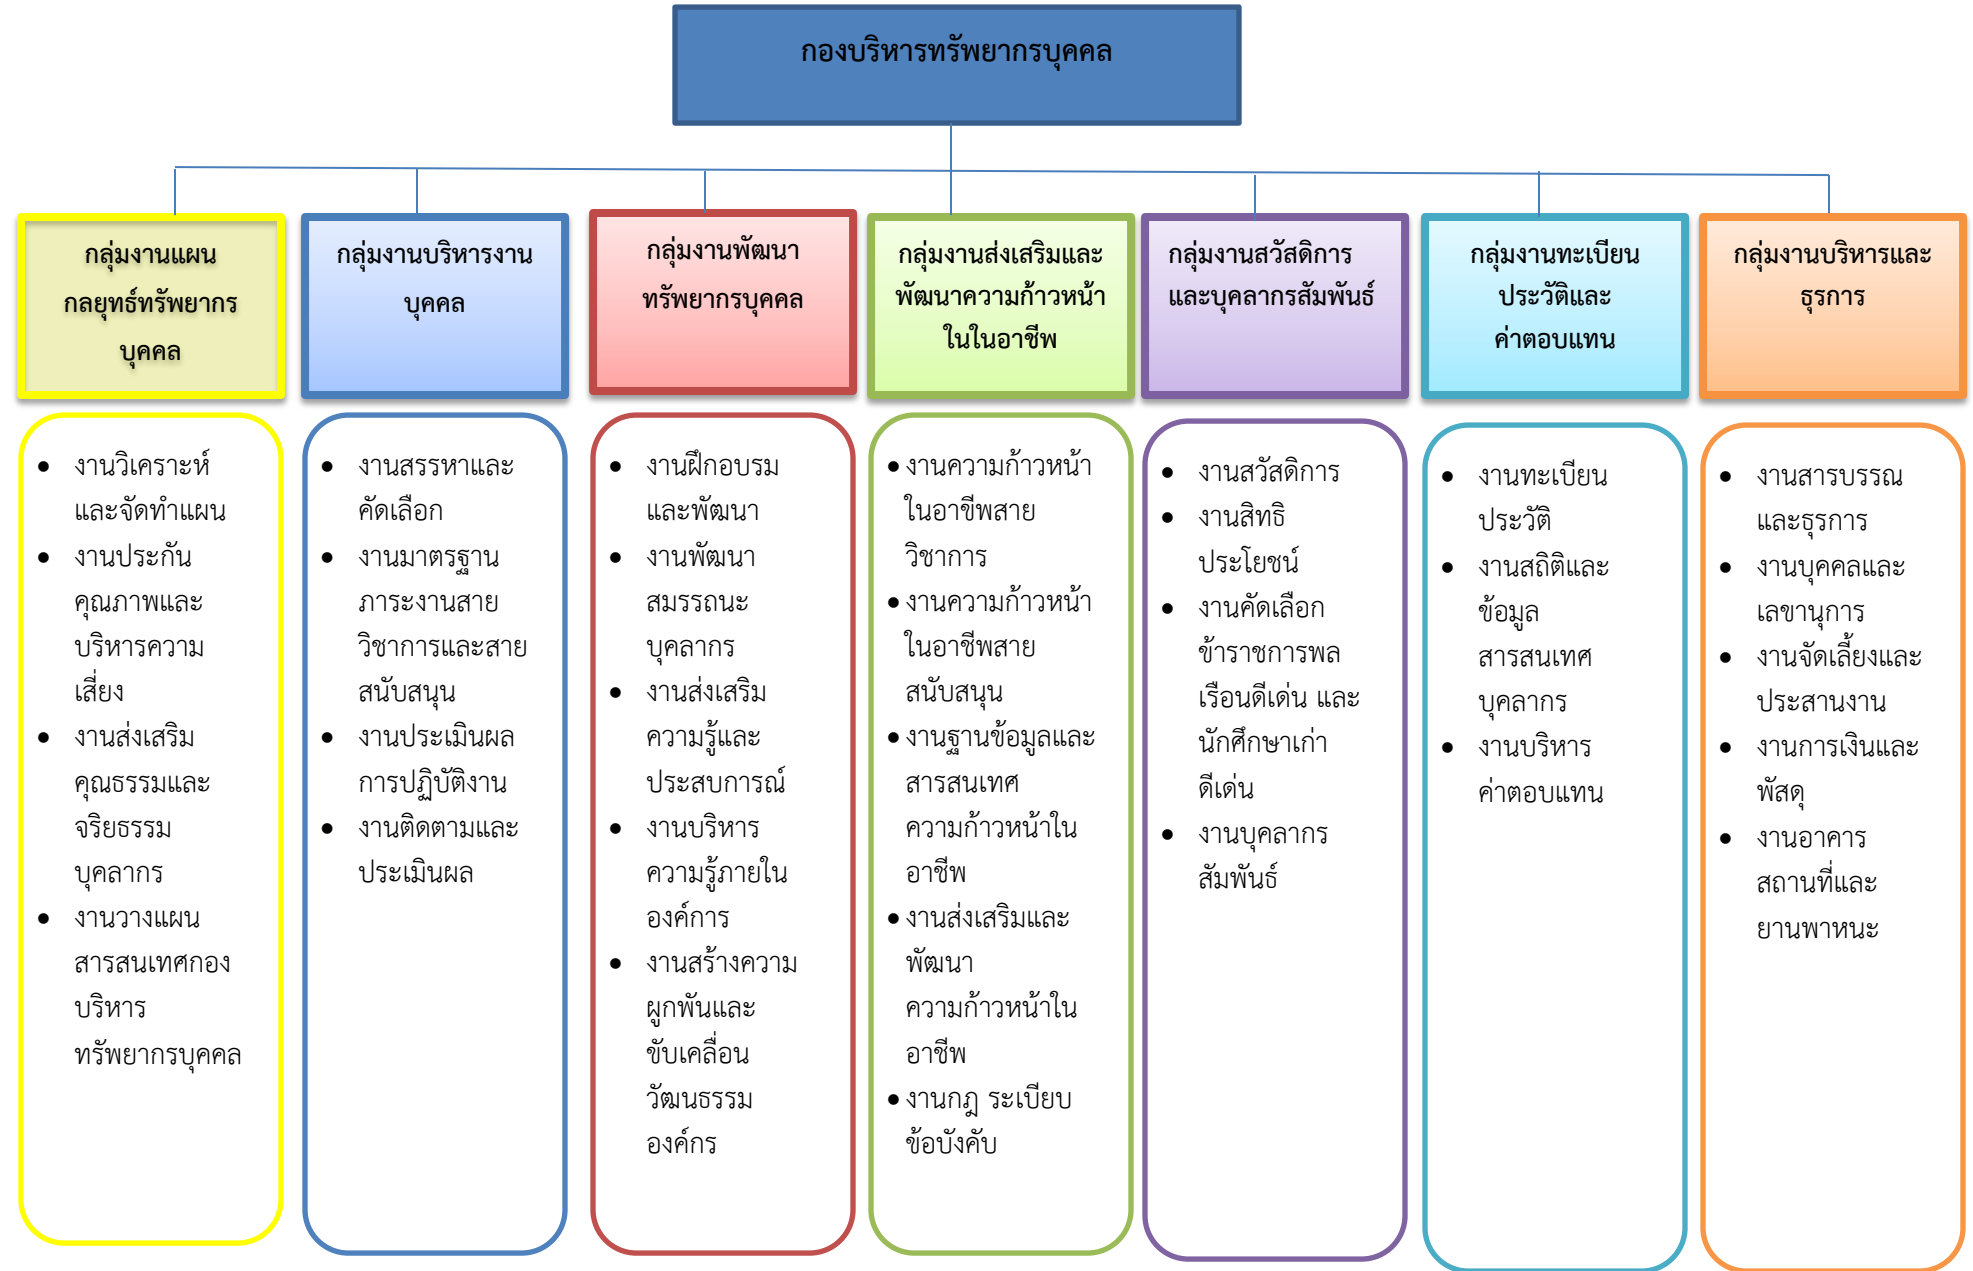 กองบริหารทรัพยากรบุคคล
กลุ่มงานแผน
กลยุทธ์ทรัพยากร
บุคคล
กลุ่มงานบริหารงาน
บุคคล
กลุ่มงานพัฒนา
ทรัพยากรบุคคล
กลุ่มงานส่งเสริมและ
พัฒนาความก้าวหน้า
ในในอาชีพ
กลุ่มงานสวัสดิการ
และบุคลากรสัมพันธ์
กลุ่มงานทะเบียน
ประวัติและ
ค่าตอบแทน
กลุ่มงานบริหารและ
ธุรการ
• งานวิเคราะห์
และจัดทำแผน
• งานประกัน
คุณภาพและ
บริหารความ
เสี่ยง
• งานส่งเสริม
คุณธรรมและ
จริยธรรม
บุคลากร
• งานวางแผน
สารสนเทศกอง
บริหาร
ทรัพยากรบุคคล
• งานสรรหาและ
คัดเลือก
• งานมาตรฐาน
ภาระงานสาย
วิชาการและสาย
สนับสนุน
• งานประเมินผล
การปฏิบัติงาน
• งานติดตามและ
ประเมินผล
• งานฝึกอบรม
และพัฒนา
• งานพัฒนา
สมรรถนะ
บุคลากร
• งานส่งเสริม
ความรู้และ
ประสบการณ์
• งานบริหาร
ความรู้ภายใน
องค์การ
• งานสร้างความ
ผูกพันและ
ขับเคลื่อน
วัฒนธรรม
องค์กร
• งานความก้าวหน้า
ในอาขีพสาย
วิชาการ
• งานความก้าวหน้า
ในอาชีพสาย
สนับสนุน
• งานฐานข้อมูลและ
สารสนเทศ
ความก้าวหน้าใน
อาชีพ
• งานส่งเสริมและ
พัฒนา
ความก้าวหน้าใน
อาชีพ
• งานกฎ ระเบียบ
ข้อบังคับ
• งานสวัสดิการ
• งานสิทธิ
ประโยชน์
• งานคัดเลือก
ข้าราชการพล
เรือนดีเด่น และ
นักศึกษาเก่า
ดีเด่น
• งานบุคลากร
สัมพันธ์
• งานทะเบียน
ประวัติ
• งานสถิติและ
ข้อมูล
สารสนเทศ
บุคลากร
• งานบริหาร
ค่าตอบแทน
• งานสารบรรณ
และธุรการ
• งานบุคคลและ
เลขานุการ
• งานจัดเลี้ยงและ
ประสานงาน
• งานการเงินและ
พัสดุ
• งานอาคาร
สถานที่และ
ยานพาหนะ